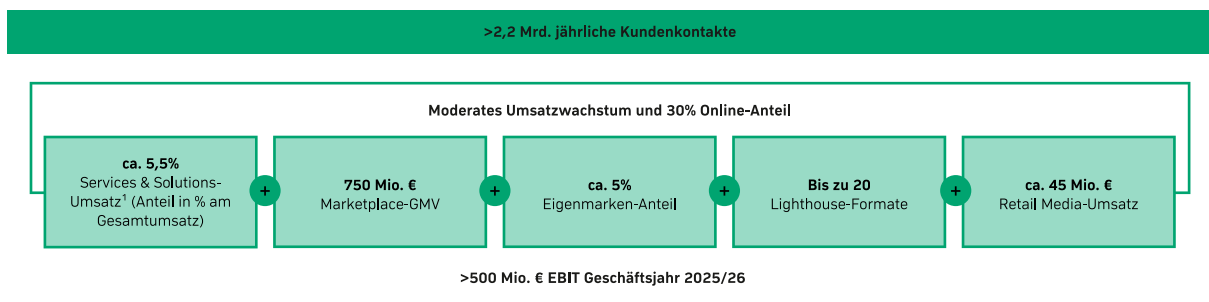 >2,2 Mrd. jährliche Kundenkontakte
Moderates Umsatzwachstum und 30% Online-Anteil
ca. 5,5%
Services & Solutions-
Umsatz¹ (Anteil in % am
Gesamtumsatz)
+
750 Mio. €
Marketplace-GMV
+
ca. 5%
Eigenmarken-Anteil
+
Bis zu 20
Lighthouse-Formate
+
ca. 45 Mio. €
Retail Media-Umsatz
>500 Mio. € EBIT Geschäftsjahr 2025/26